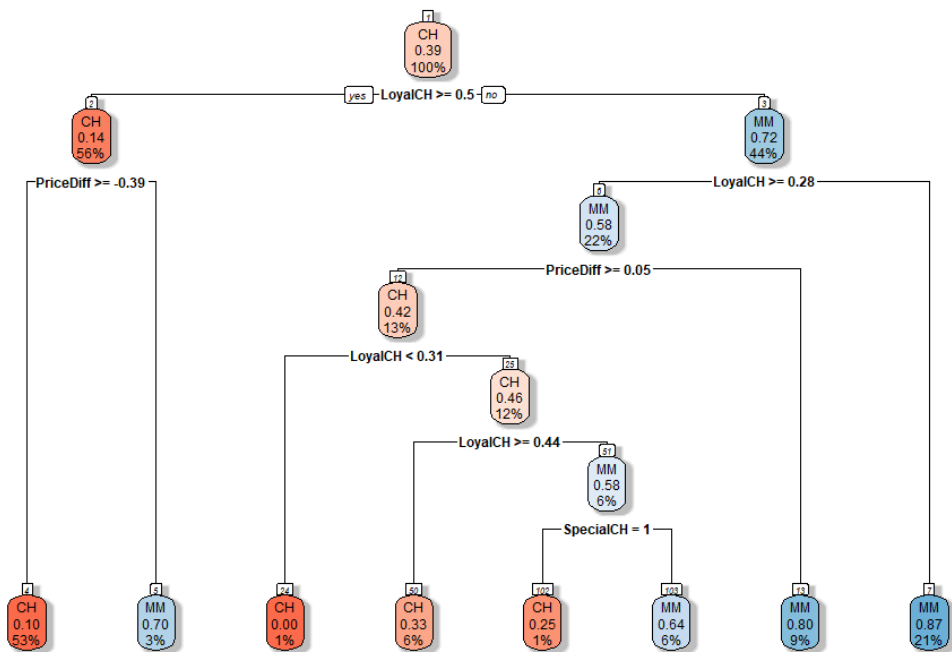 1
CH
0.39
100%
yes LoyalCH >= 0.5 no
2
CH
0.14
56%
3
MM
0.72
44%
PriceDiff >= -0.39
LoyalCH >= 0.28
6
MM
0.58
22%
PriceDiff >= 0.05
12
CH
0.42
13%
LoyalCH < 0.31
25
CH
0.46
12%
LoyalCH >= 0.44
51
MM
0.58
6%
SpecialCH = 1
4
CH
0.10
53%
5
MM
0.70
3%
24
CH
0.00
1%
50
CH
0.33
6%
102
CH
0.25
1%
103
MM
0.64
6%
13
MM
0.80
9%
7
MM
0.87
21%